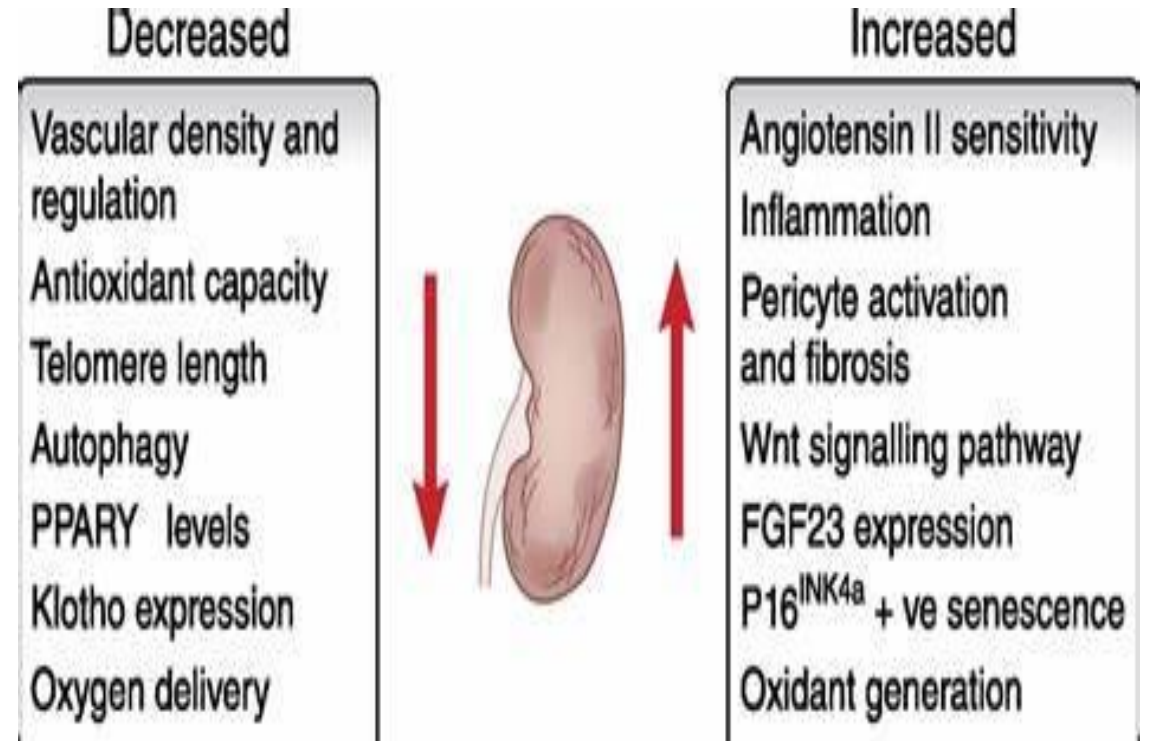 Decreased
Vascular density and
regulation
Antioxidant capacity
Telomere length
Autophagy
PPARY levels
Klotho expression
Oxygen delivery
Increased
Angiotensin II sensitivity
Inflammation
Pericyte activation
and fibrosis
Wnt signalling pathway
FGF23 expression
P16INK4a + ve senescence
Oxidant generation